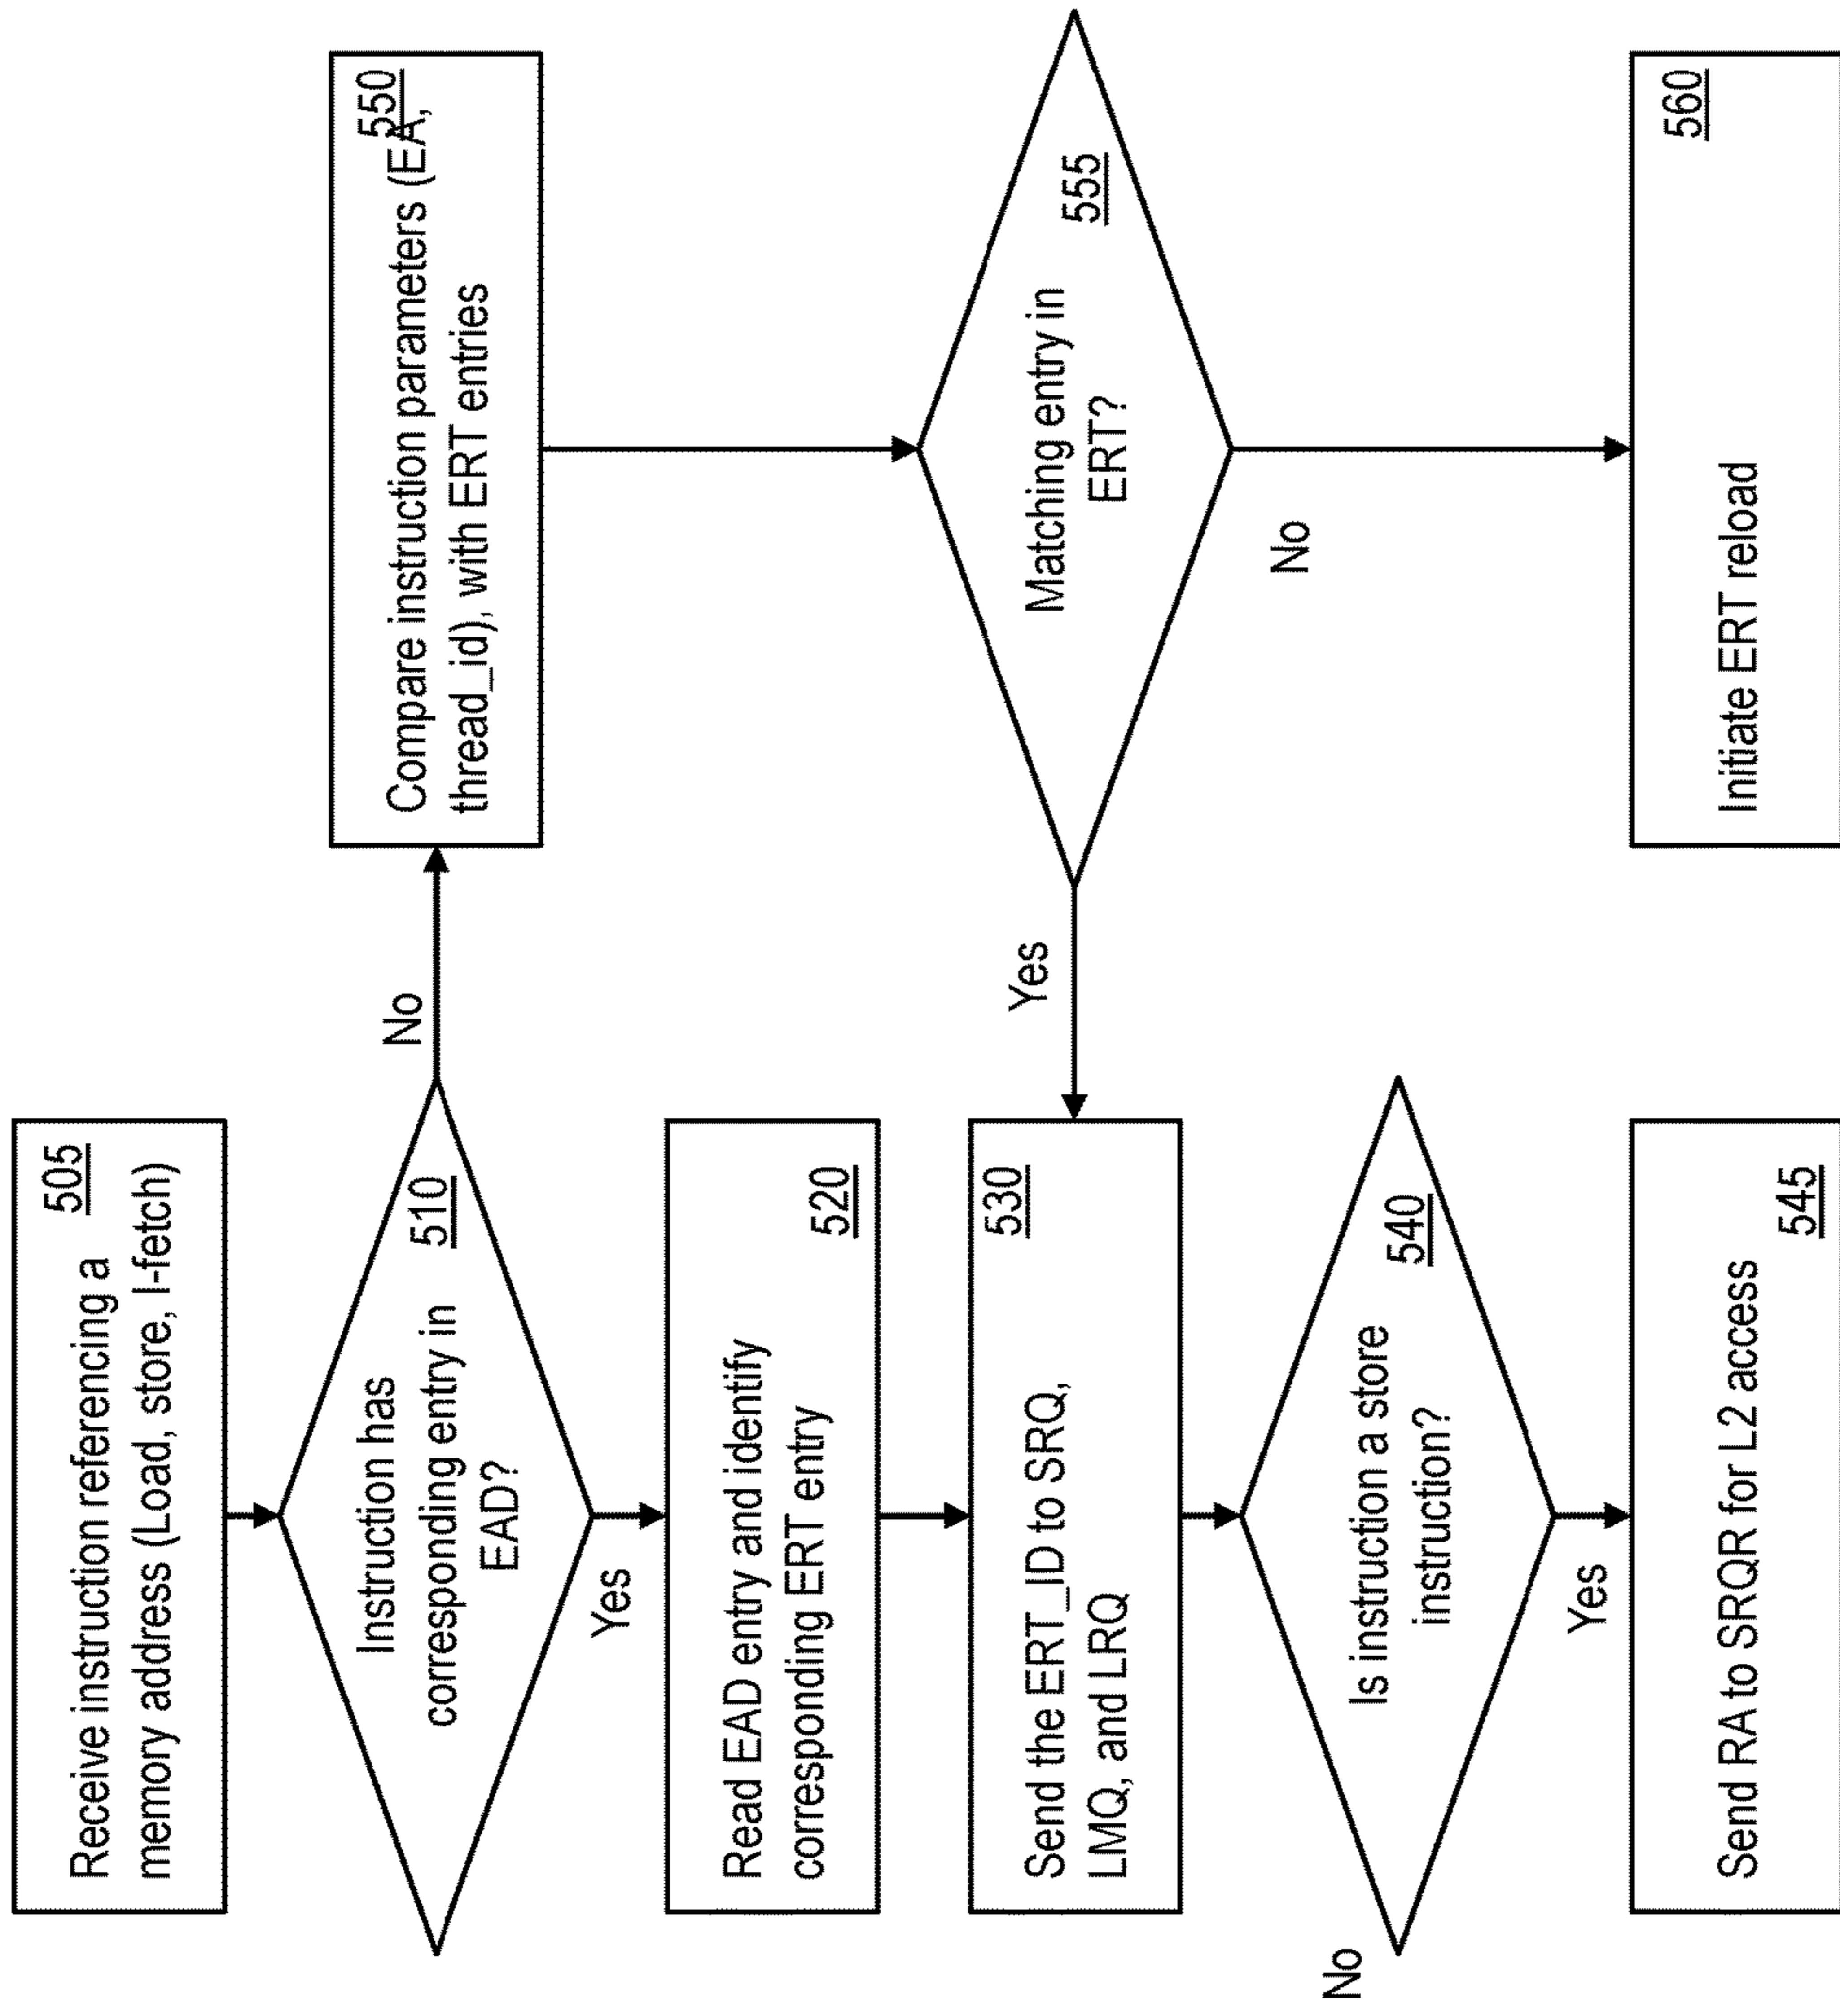 505
Receive instruction referencing a
memory address (Load, store, I-fetch)
Instruction has
510
corresponding entry in
EAD?
No
Yes
550
Compare instruction parameters (EA,
thread_id), with ERT entries
Read EAD entry and identify
corresponding ERT entry
520
530
Send the ERT_ID to SRQ,
LMQ, and LRQ
Yes
555
Matching entry in
ERT?
No
No
Is instruction a store
540
instruction?
Yes
Send RA to SRQR for L2 access
545
560
Initiate ERT reload